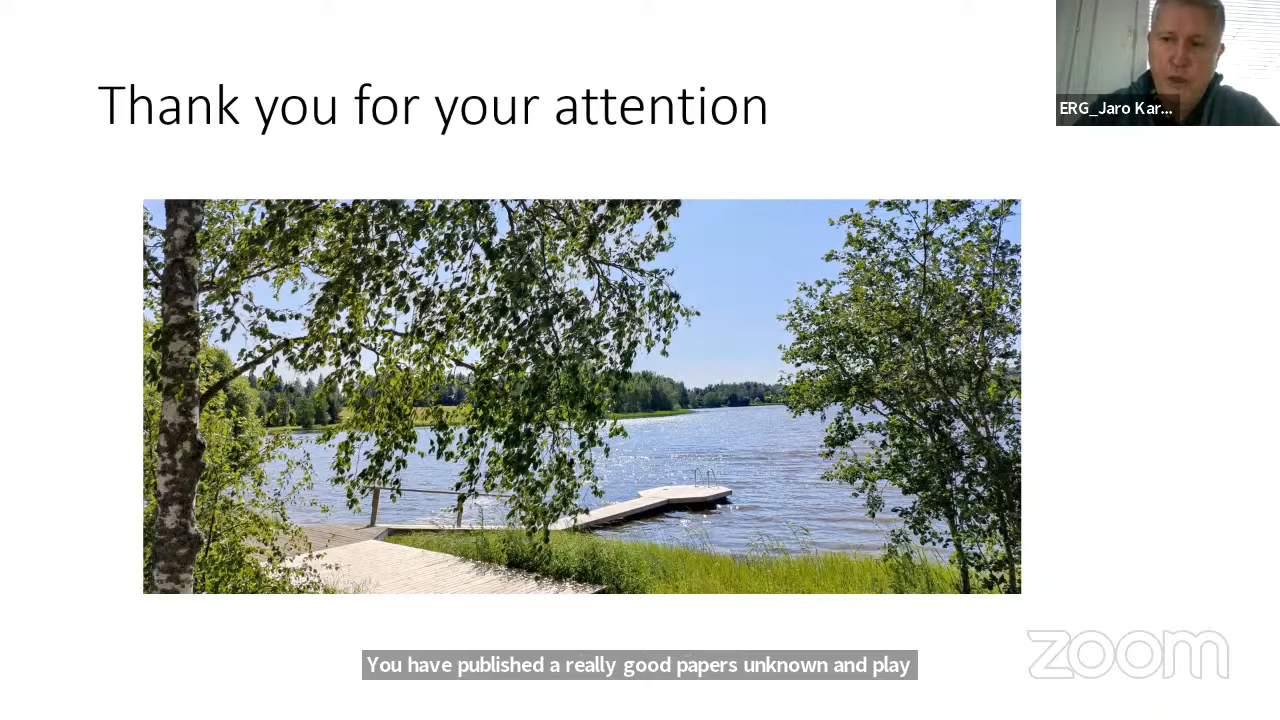 Thank you for your attention
ERG_Jaro Kar...
You have published a really good papers unknown and play
zoom